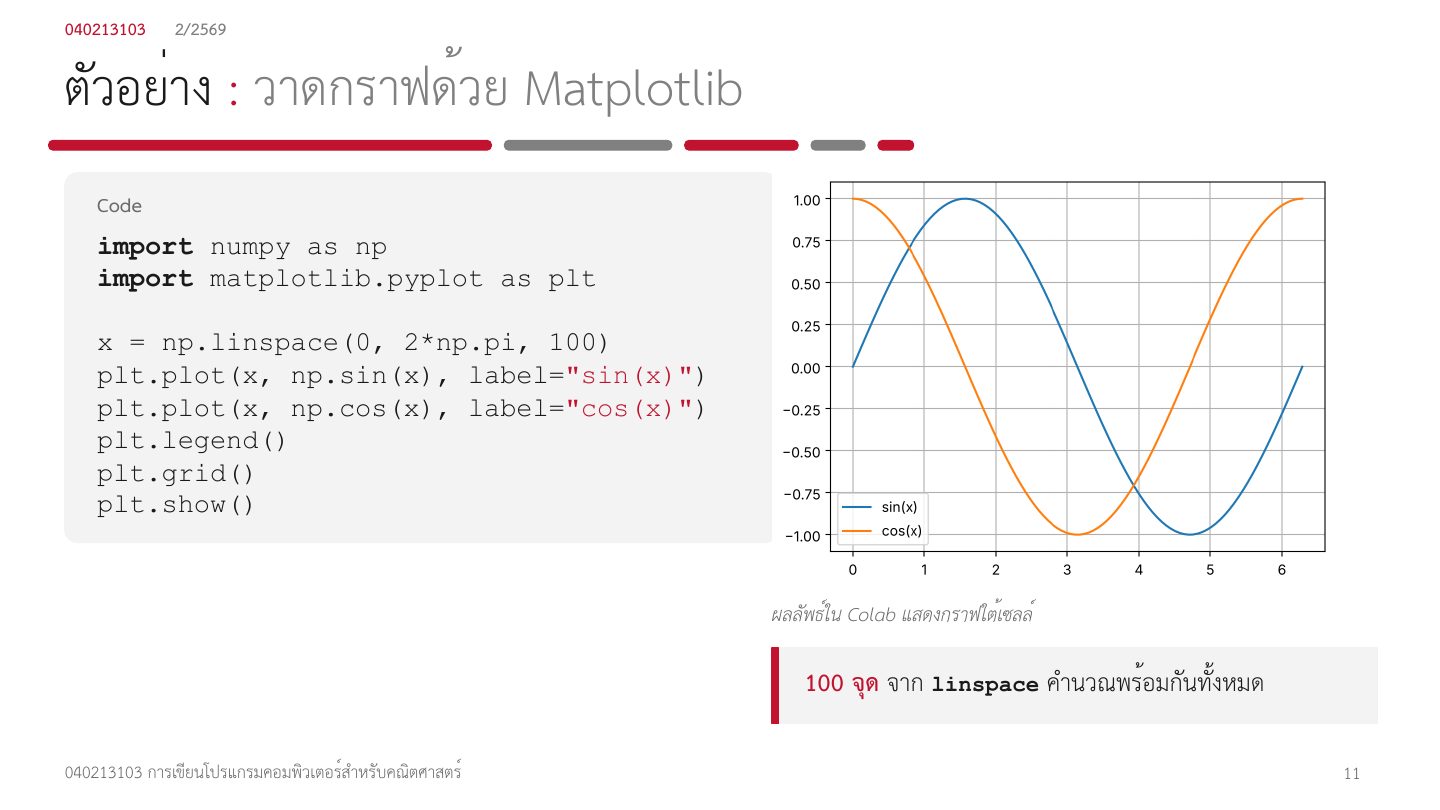 040213103 2/2569
ตัวอย่าง : วาดกราฟด้วย Matplotlib
Code
import numpy as np
import matplotlib.pyplot as plt
x = np.linspace(0, 2*np.pi, 100)
plt.plot(x, np.sin(x), label="sin(x)")
plt.plot(x, np.cos(x), label="cos(x)")
plt.legend()
plt.grid()
plt.show()
1.00
0.75
0.50
0.25
0.00
−0.25
−0.50
−0.75
−1.00
sin(x)
cos(x)
0 1 2 3 4 5 6
ผลลัพธ์ใน Colab แสดงกราฟใต้เซลล์
100 จุด จาก linspace คำนวณพร้อมกันทั้งหมด
040213103 การเขียนโปรแกรมคอมพิวเตอร์สำหรับคณิตศาสตร์ 11